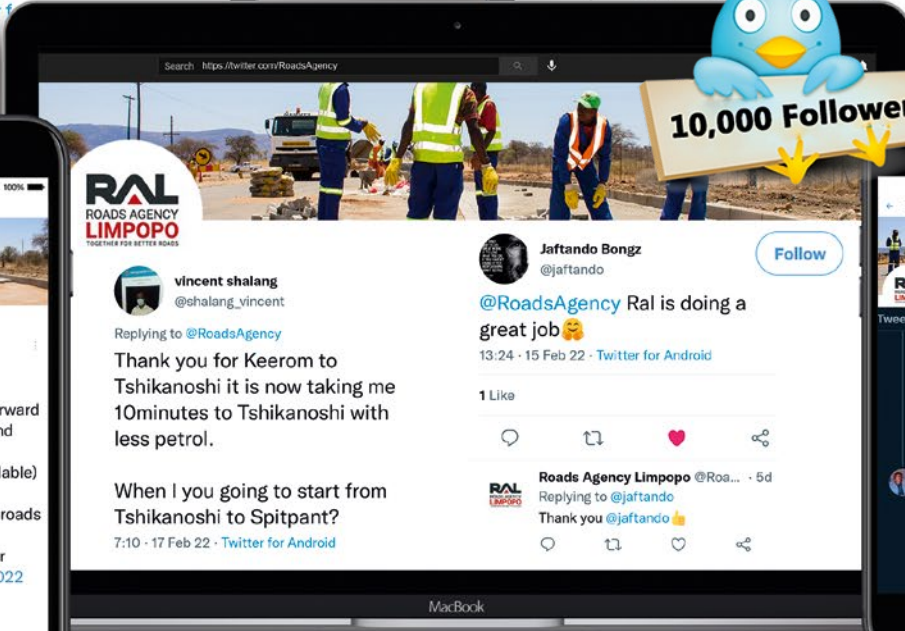 Search https://twitter.com/RoadsAgency
10,000 Follower
100%
RAL
ROADS AGENCY
LIMPOPO
TOGETHER FOR BETTER ROADS
vincent shalang
@shalang_vincent
Replying to @RoadsAgency
Thank you for Keerom to
Tshikanoshi it is now taking me
10minutes to Tshikanoshi with
less petrol.
When I you going to start from
Tshikanoshi to Spitpant?
7:10 · 17 Feb 22 · Twitter for Android
Jaftando Bongz
@jaftando
Follow
@RoadsAgency Ral is doing a
great job🤗
13:24 · 15 Feb 22 · Twitter for Android
1 Like
RAL
ROADS AGENCY
LIMPOPO
Roads Agency Limpopo @Roa... · 5d
Replying to @jaftando
Thank you @jaftando👍
rward
nd
lable)
roads
r
022
Twee
MacBook